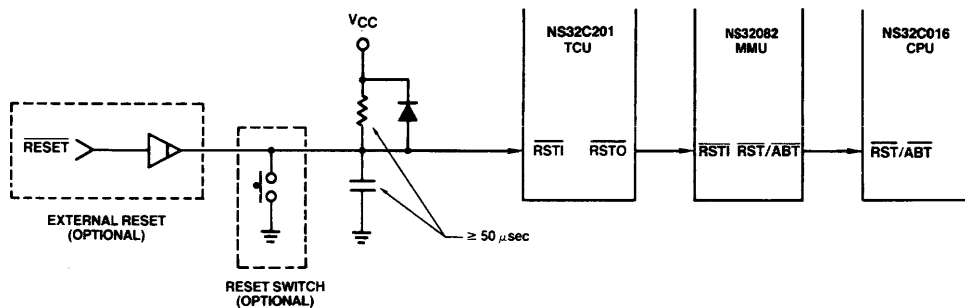 VCC
NS32C201
TCU
NS32082
MMU
NS32C016
CPU
RESET
RSTI RSTO
RSTI RST/ABT
RST/ABT
EXTERNAL RESET
(OPTIONAL)
≥ 50 μsec
RESET SWITCH
(OPTIONAL)